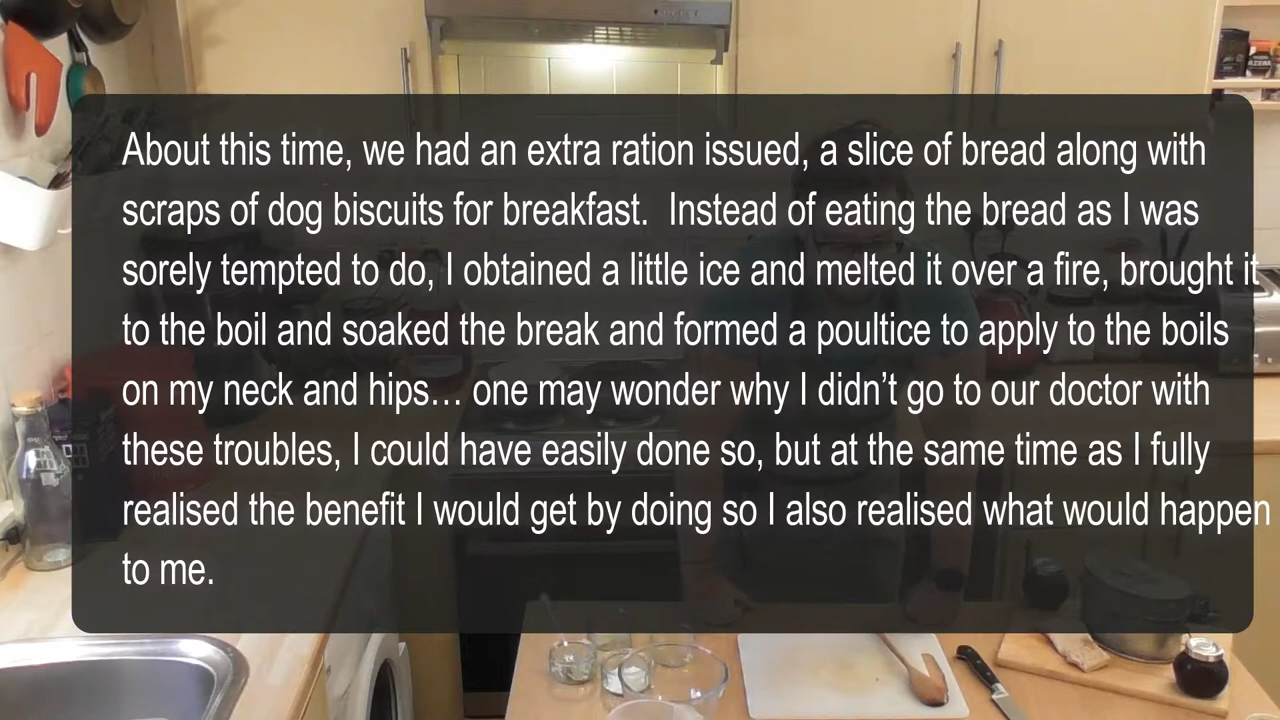 About this time, we had an extra ration issued, a slice of bread along with
scraps of dog biscuits for breakfast.  Instead of eating the bread as I was
sorely tempted to do, I obtained a little ice and melted it over a fire, brought it
to the boil and soaked the break and formed a poultice to apply to the boils
on my neck and hips… one may wonder why I didn’t go to our doctor with
these troubles, I could have easily done so, but at the same time as I fully
realised the benefit I would get by doing so I also realised what would happen
to me.